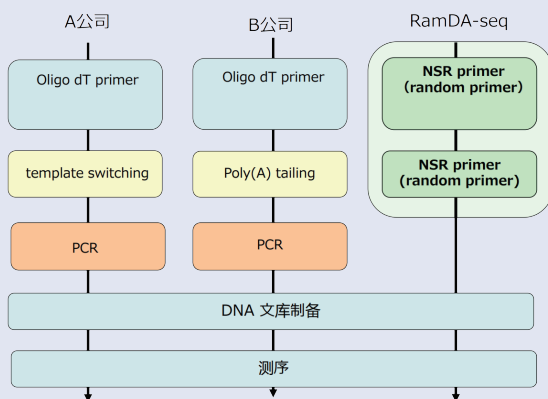 A公司
B公司
RamDA-seq
Oligo dT primer
Oligo dT primer
NSR primer
（random primer）
template switching
Poly(A) tailing
NSR primer
(random primer)
PCR
PCR
DNA 文库制备
测序